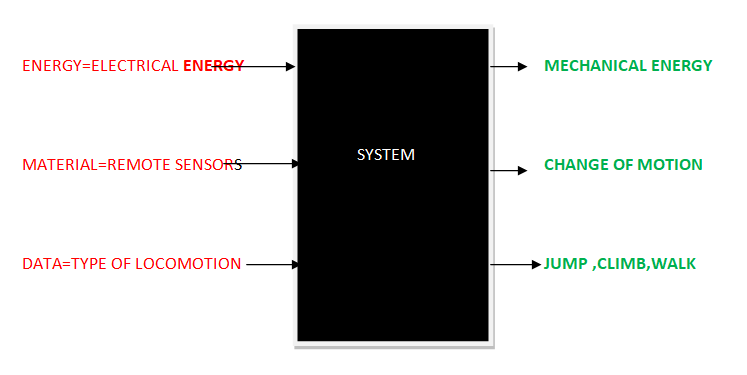 ENERGY=ELECTRICAL ENERGY
MECHANICAL ENERGY
MATERIAL=REMOTE SENSORS
SYSTEM
CHANGE OF MOTION
DATA=TYPE OF LOCOMOTION
JUMP ,CLIMB,WALK